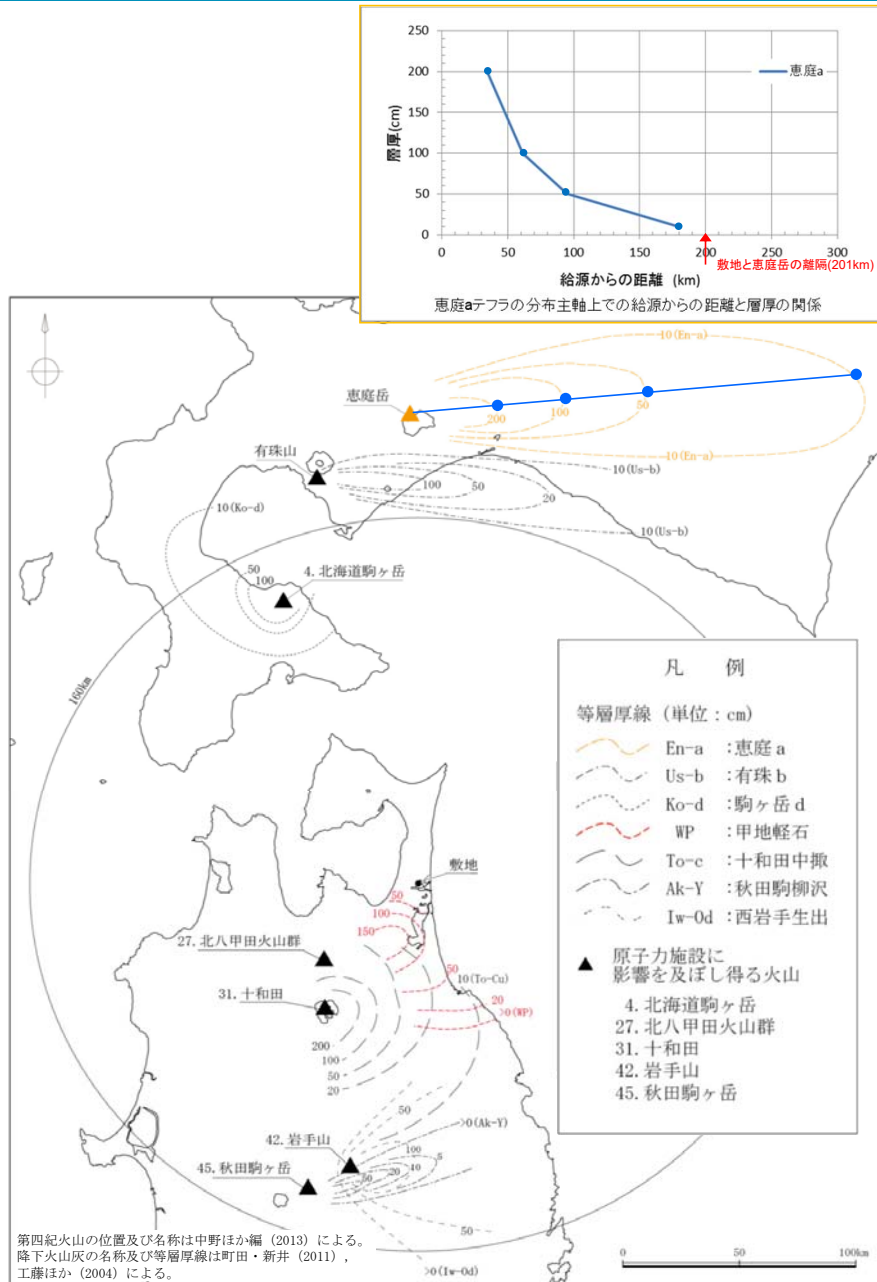 250
200
150
100
50
0
層厚(cm)
恵庭a
0
50
100
150
200
250
300
敷地と恵庭岳の離隔(201km)
給源からの距離 (km)
恵庭aテフラの分布主軸上での給源からの距離と層厚の関係
10(En-a)
恵庭岳
200
100
50
10(En-a)
有珠山
10(Us-b)
100
50
20
10(Us-b)
10(Ko-d)
50
100
4. 北海道駒ヶ岳
160km
敷地
50
100
150
27. 北八甲田火山群
50
10(To-Cu)
31. 十和田
20
>0(WP)
200
100
50
20
50
>0(Ak-Y)
42. 岩手山
100
5
10
20
50
45. 秋田駒ヶ岳
50
>0(Iw-Od)
凡 例
等層厚線 (単位:cm)
En-a :恵庭a
Us-b :有珠b
Ko-d :駒ヶ岳d
WP :甲地軽石
To-c :十和田中掫
Ak-Y :秋田駒柳沢
Iw-Od :西岩手生出
▲ 原子力施設に
影響を及ぼし得る火山
4. 北海道駒ヶ岳
27. 北八甲田火山群
31. 十和田
42. 岩手山
45. 秋田駒ヶ岳
第四紀火山の位置及び名称は中野ほか編(2013)による。
降下火山灰の名称及び等層厚線は町田・新井(2011),
工藤ほか(2004)による。
0
100km